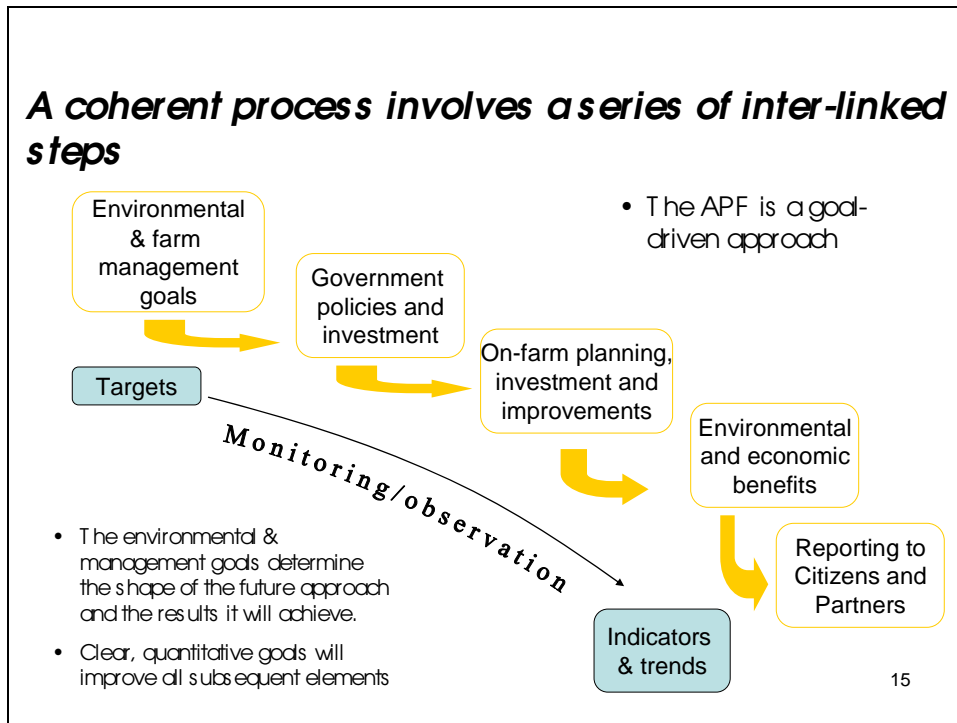 A coherent process involves a series of inter-linked
steps
Environmental
& farm
management
goals
• The APF is a goal-
driven approach
Government
policies and
investment
On-farm planning,
investment and
improvements
Targets
Environmental
and economic
benefits
Monitoring/observation
• The environmental &
management goals determine
the shape of the future approach
and the results it will achieve.
• Clear, quantitative goals will
improve all subsequent elements
Reporting to
Citizens and
Partners
Indicators
& trends
15